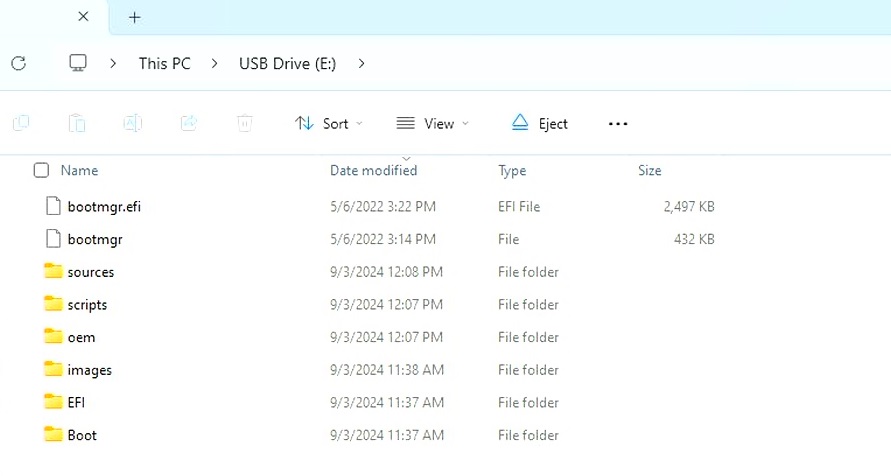 This PC USB Drive (E:)
Sort View Eject
Name Date modified Type Size
bootmgr.efi 5/6/2022 3:22 PM EFI File 2,497 KB
bootmgr 5/6/2022 3:14 PM File 432 KB
sources 9/3/2024 12:08 PM File folder
scripts 9/3/2024 12:07 PM File folder
oem 9/3/2024 12:07 PM File folder
images 9/3/2024 11:38 AM File folder
EFI 9/3/2024 11:37 AM File folder
Boot 9/3/2024 11:37 AM File folder